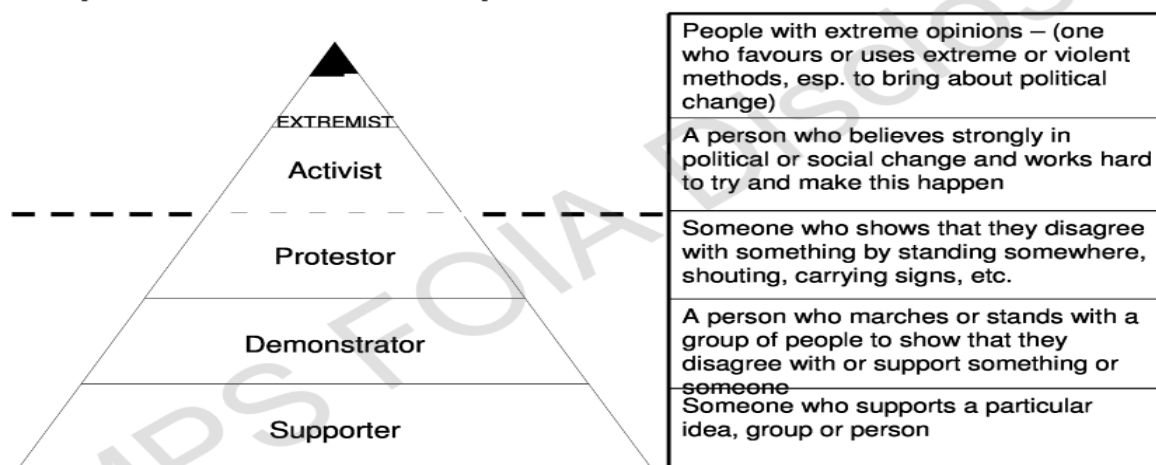 EXTREMIST
Activist
Protestor
Demonstrator
Supporter
People with extreme opinions – (one
who favours or uses extreme or violent
methods, esp. to bring about political
change)
A person who believes strongly in
political or social change and works hard
to try and make this happen
Someone who shows that they disagree
with something by standing somewhere,
shouting, carrying signs, etc.
A person who marches or stands with a
group of people to show that they
disagree with or support something or
someone
Someone who supports a particular
idea, group or person
MPS FOIA Disclos